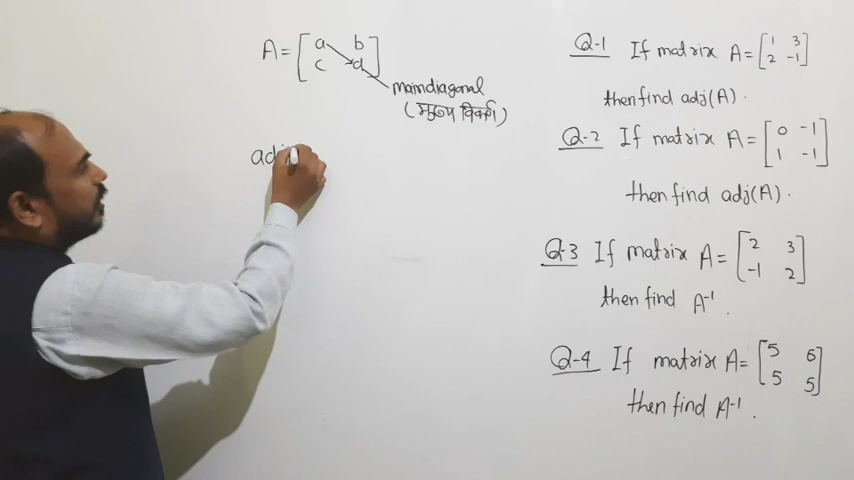 A = [ a b
c d ]
maindiagonal
(मुख्य विकर्ण)
adj
Q-1 If matrix A = [ 1 3
2 -1 ]
then find adj(A).
Q-2 If matrix A = [ 0 -1
1 -1 ]
then find adj(A).
Q-3 If matrix A = [ 2 3
-1 2 ]
then find A⁻¹.
Q-4 If matrix A = [ 5 6
5 5 ]
then find A⁻¹.